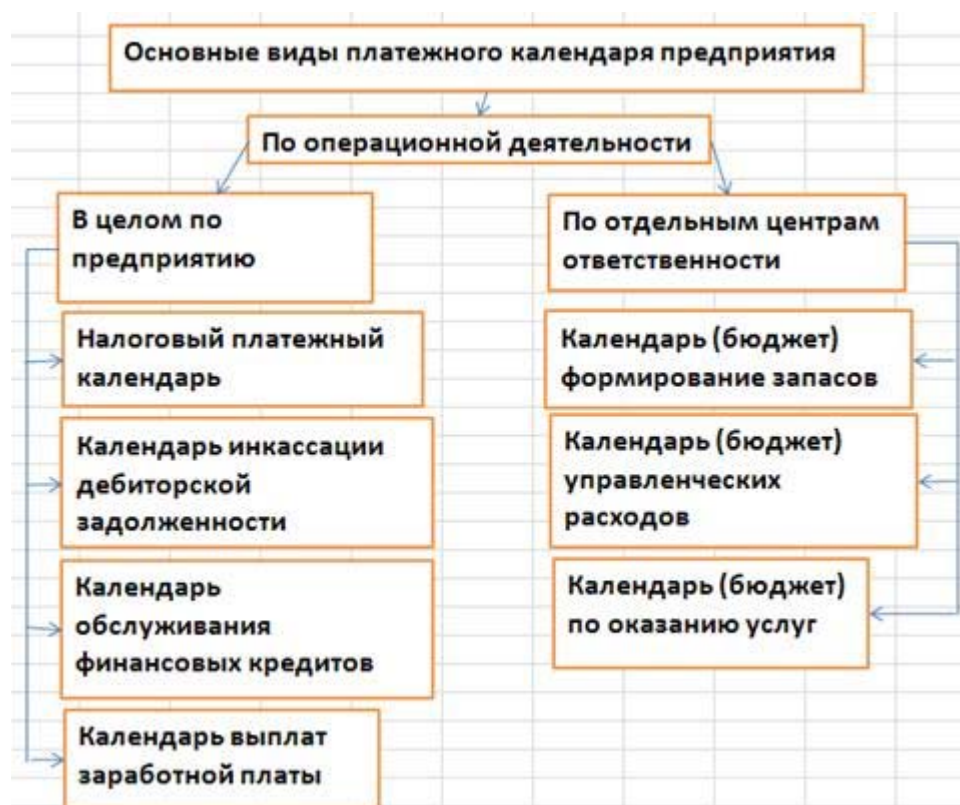 Основные виды платежного календаря предприятия
По операционной деятельности
В целом по
предприятию
Налоговый платежный
календарь
Календарь инкассации
дебиторской
задолженности
Календарь
обслуживания
финансовых кредитов
Календарь выплат
заработной платы
По отдельным центрам
ответственности
Календарь (бюджет)
формирование запасов
Календарь (бюджет)
управленческих
расходов
Календарь (бюджет)
по оказанию услуг